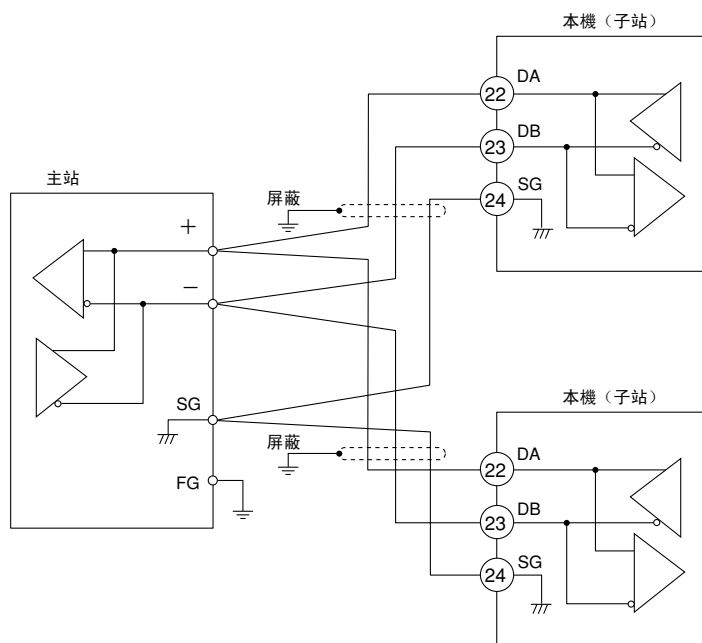 本機（子站）
22 DA
23 DB
24 SG
主站
屏蔽
+
−
SG
FG
屏蔽
本機（子站）
22 DA
23 DB
24 SG